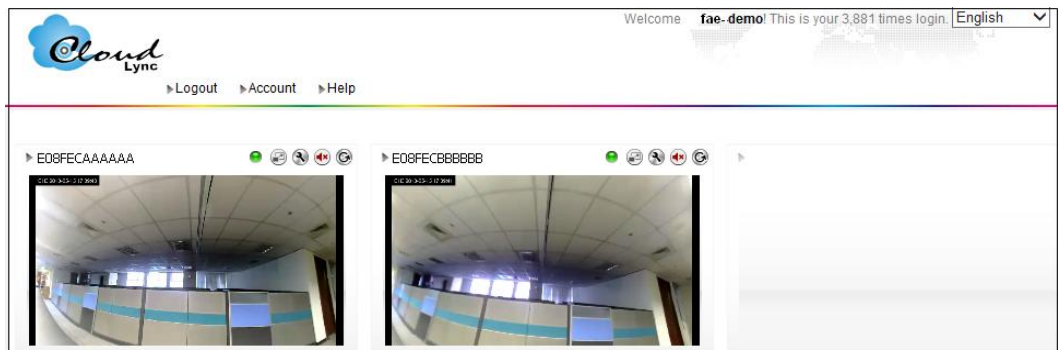 Welcome fae-demo! This is your 3,881 times login. English
Cloud
Lync
Logout Account Help
E08FECAAAAAA
E08FECBBBBBB